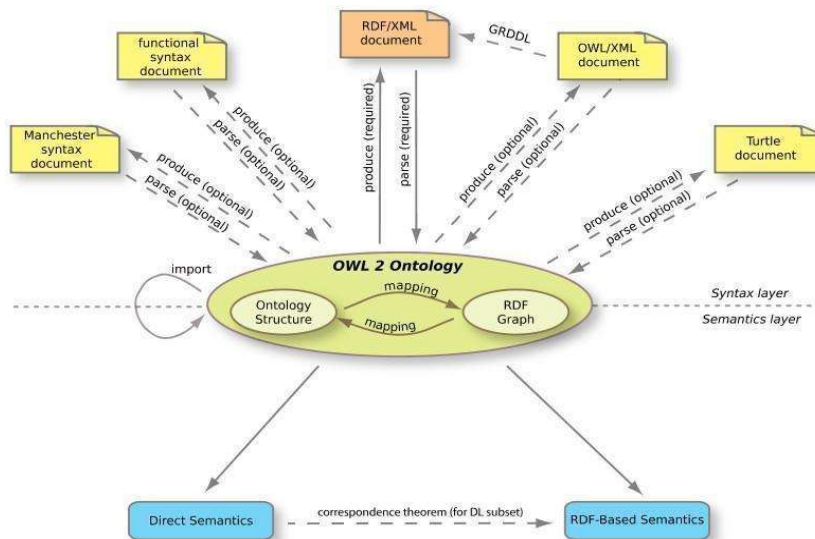 RDF/XML
document
GRDDL
functional
syntax
document
OWL/XML
document
Manchester
syntax
document
Turtle
document
produce (optional)
parse (optional)
produce (optional)
parse (optional)
produce (required)
parse (required)
produce (optional)
parse (optional)
produce (optional)
parse (optional)
import
OWL 2 Ontology
Ontology
Structure
mapping
mapping
RDF
Graph
Syntax layer
Semantics layer
Direct Semantics
correspondence theorem (for DL subset)
RDF-Based Semantics